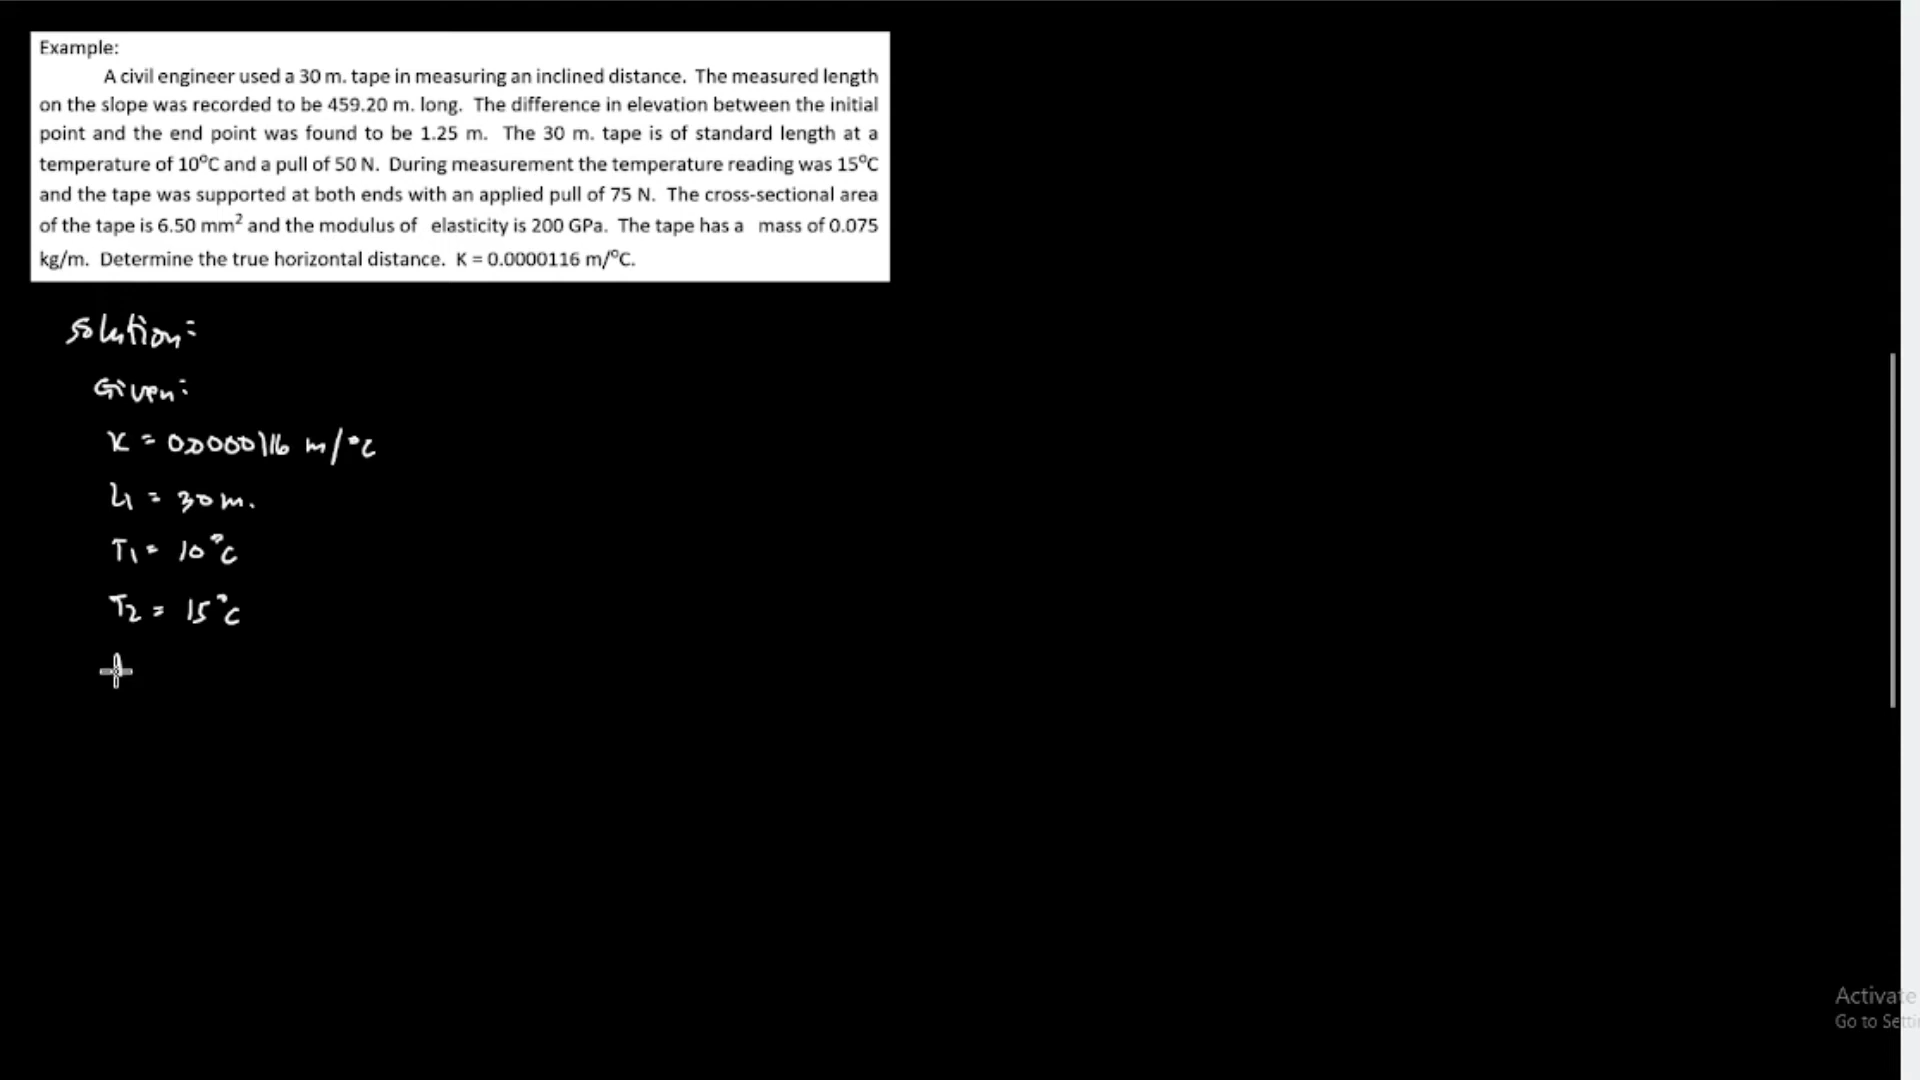 Example:
A civil engineer used a 30 m. tape in measuring an inclined distance. The measured length
on the slope was recorded to be 459.20 m. long. The difference in elevation between the initial
point and the end point was found to be 1.25 m. The 30 m. tape is of standard length at a
temperature of 10°C and a pull of 50 N. During measurement the temperature reading was 15°C
and the tape was supported at both ends with an applied pull of 75 N. The cross-sectional area
of the tape is 6.50 mm² and the modulus of elasticity is 200 GPa. The tape has a mass of 0.075
kg/m. Determine the true horizontal distance. K = 0.0000116 m/°C.
Solution:
Given:
K = 0.0000116 m/°C
L1 = 30 m.
T1 = 10°C
T2 = 15°C
Activate
Go to